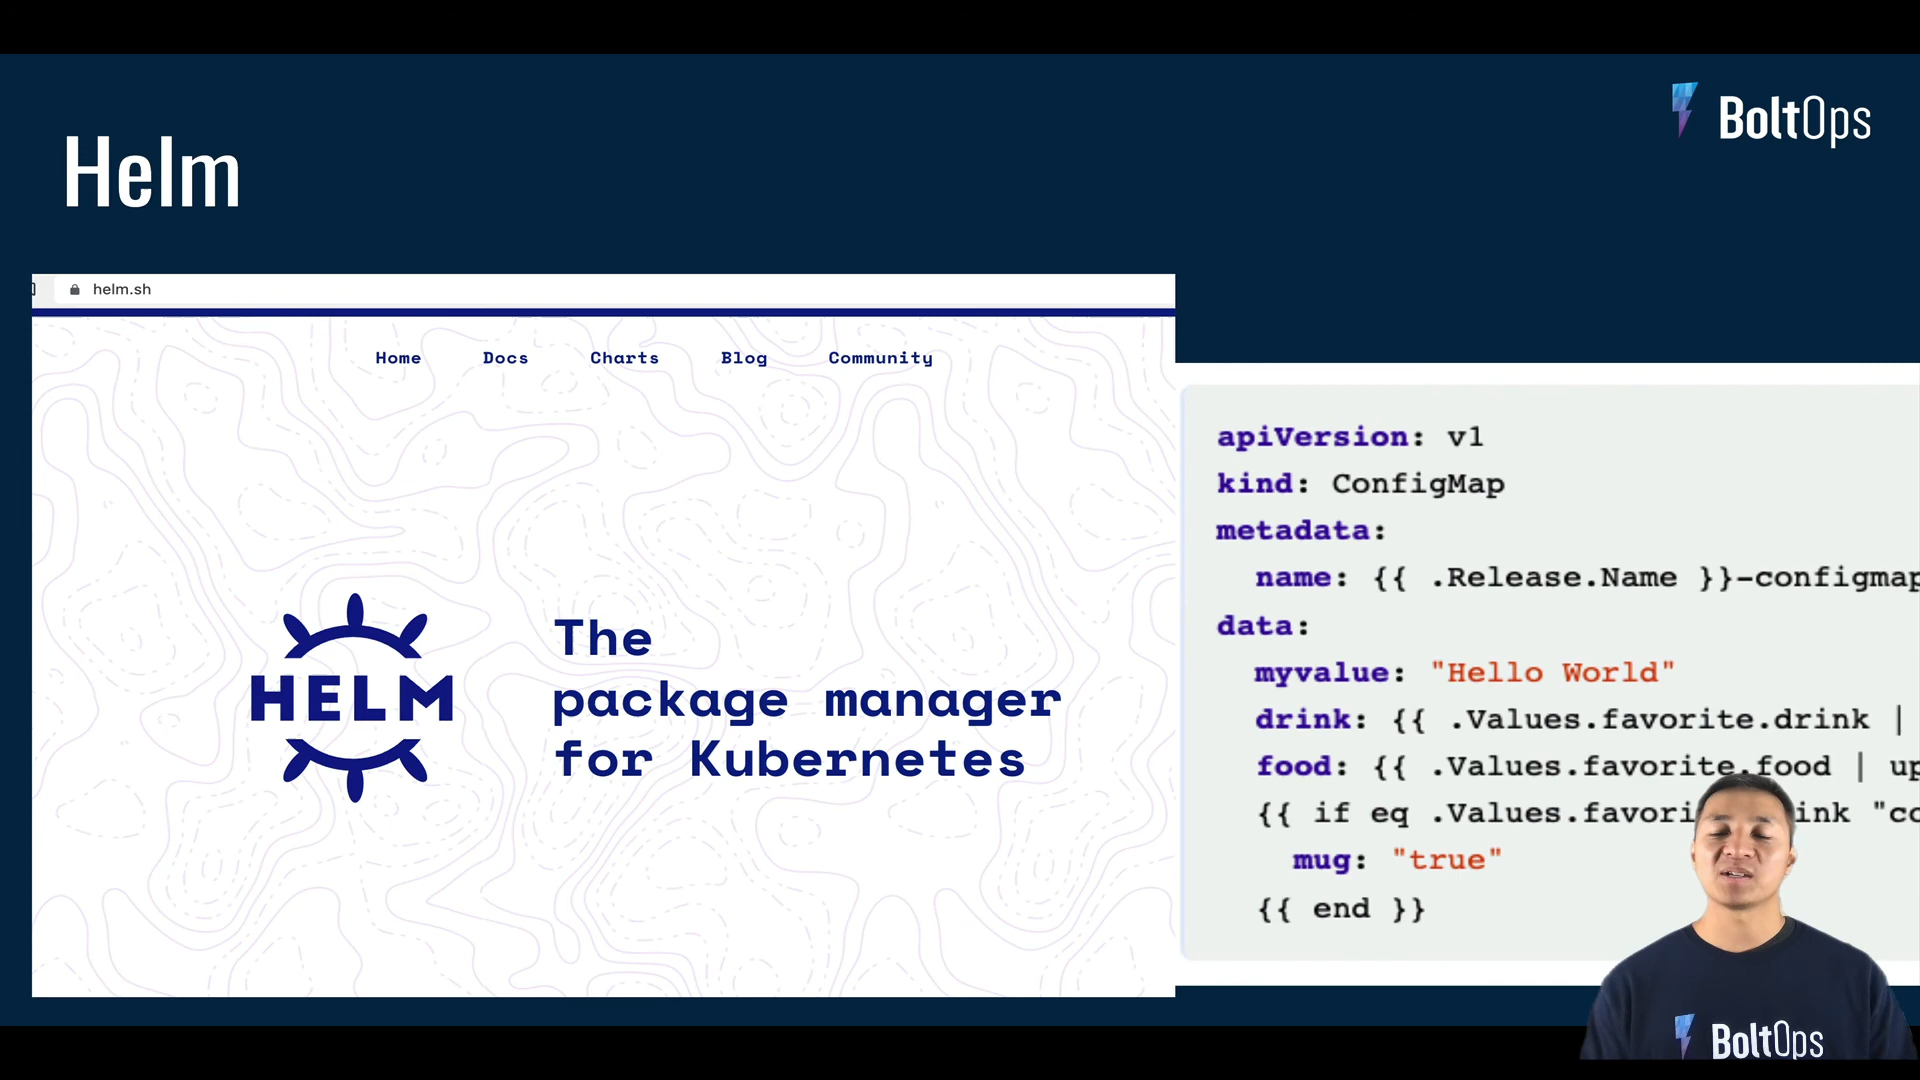 BoltOps
Helm
helm.sh
Home Docs Charts Blog Community
HELM
The
package manager
for Kubernetes
apiVersion: v1
kind: ConfigMap
metadata:
name: {{ .Release.Name }}-configmap
data:
myvalue: "Hello World"
drink: {{ .Values.favorite.drink |
food: {{ .Values.favorite.food | up
{{ if eq .Values.favori ink "co
mug: "true"
{{ end }}
BoltOps